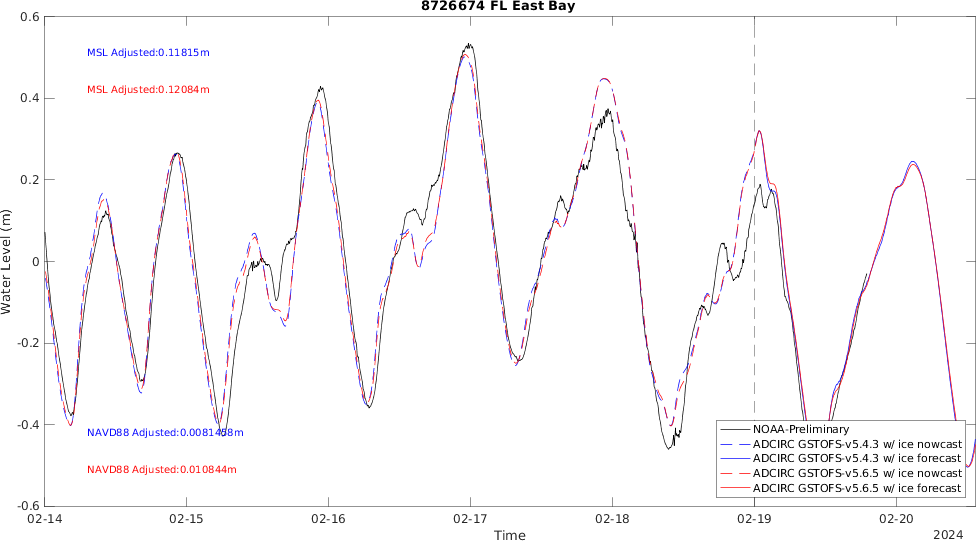 8726674 FL East Bay
0.6
MSL Adjusted:0.11815m
MSL Adjusted:0.12084m
0.4
0.2
0
-0.2
-0.4
-0.6
Water Level (m)
NAVD88 Adjusted:0.0081458m
NAVD88 Adjusted:0.010844m
NOAA-Preliminary
ADCIRC GSTOFS-v5.4.3 w/ ice nowcast
ADCIRC GSTOFS-v5.4.3 w/ ice forecast
ADCIRC GSTOFS-v5.6.5 w/ ice nowcast
ADCIRC GSTOFS-v5.6.5 w/ ice forecast
02-14 02-15 02-16 02-17 02-18 02-19 02-20
Time
2024